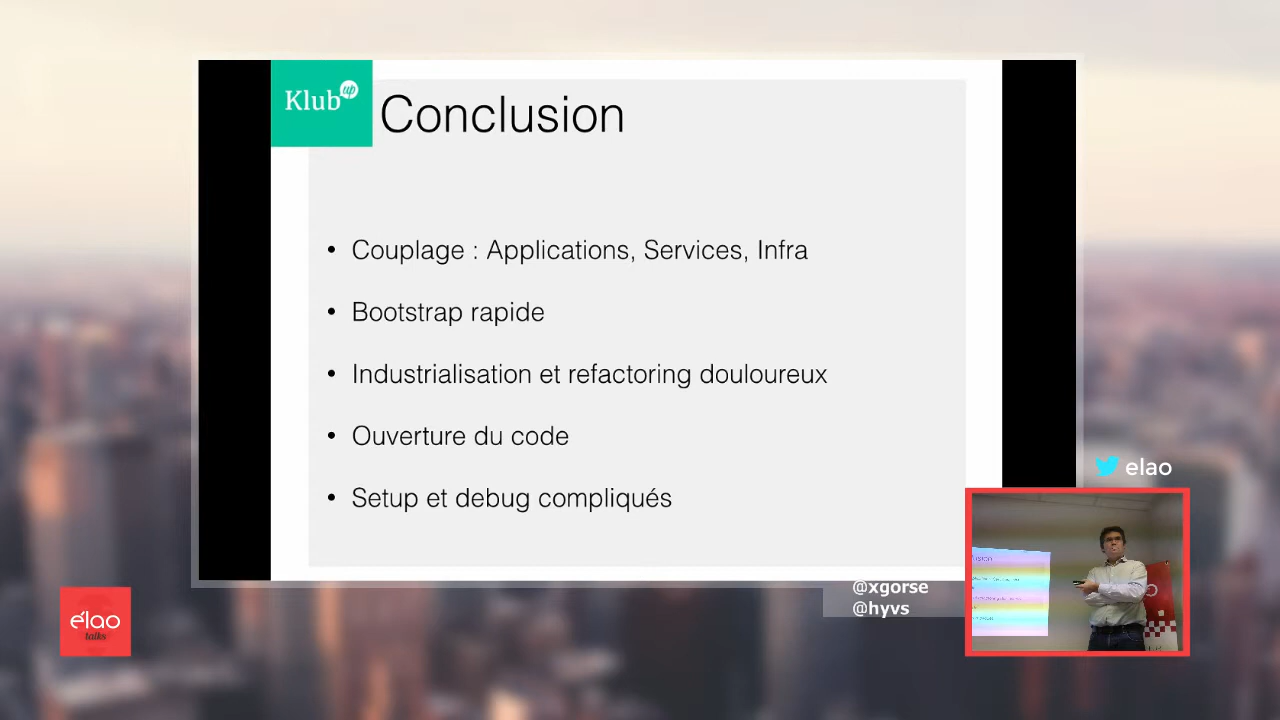 Klub up
Conclusion
• Couplage : Applications, Services, Infra
• Bootstrap rapide
• Industrialisation et refactoring douloureux
• Ouverture du code
• Setup et debug compliqués
elao
@xgorse
@hyvs
élao
talks